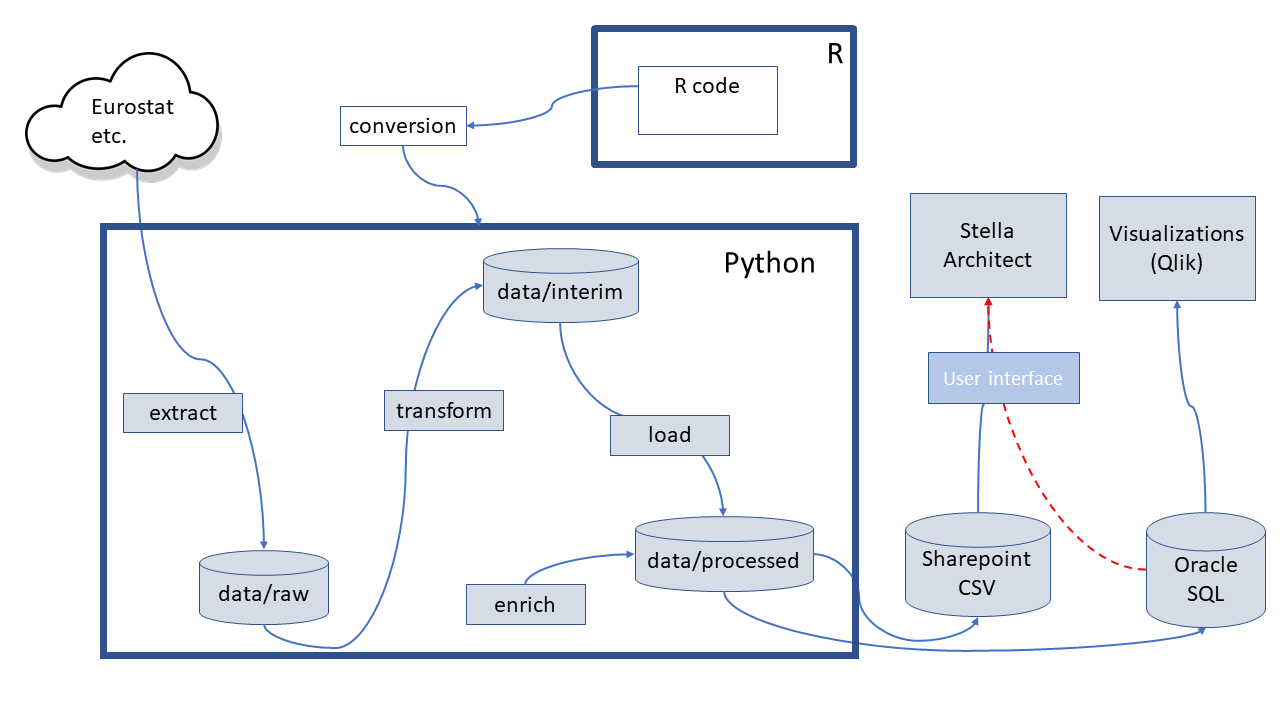 R
R code
Eurostat
etc.
conversion
Stella
Architect
Visualizations
(Qlik)
Python
data/interim
User interface
extract
transform
load
Sharepoint
CSV
data/processed
Oracle
SQL
data/raw
enrich